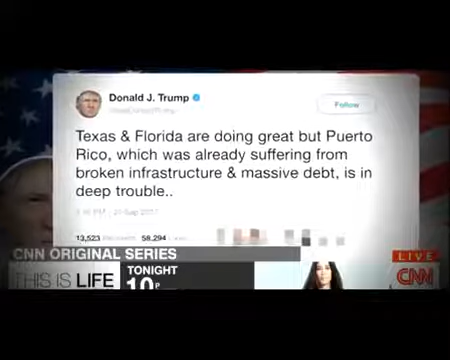 Donald J. Trump
Follow
Texas & Florida are doing great but Puerto
Rico, which was already suffering from
broken infrastructure & massive debt, is in
deep trouble..
13,523
58,294
CNN ORIGINAL SERIES
THIS IS LIFE
TONIGHT
10P
LIVE
CNN